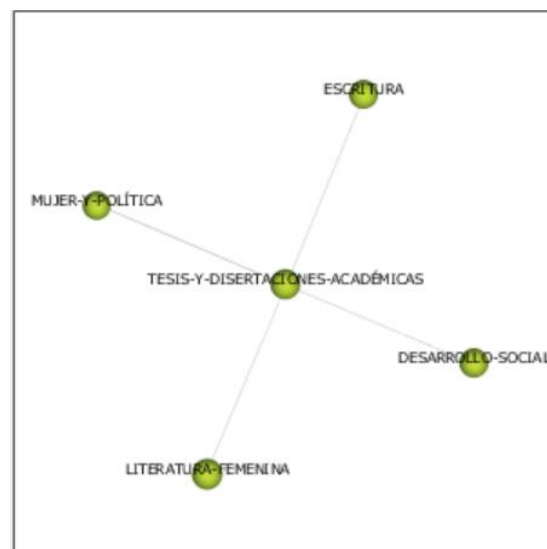 ESCRITURA
MUJER-Y-POLÍTICA
TESIS-Y-DISERTACIONES-ACADÉMICAS
DESARROLLO-SOCIAL
LITERATURA-FEMENINA